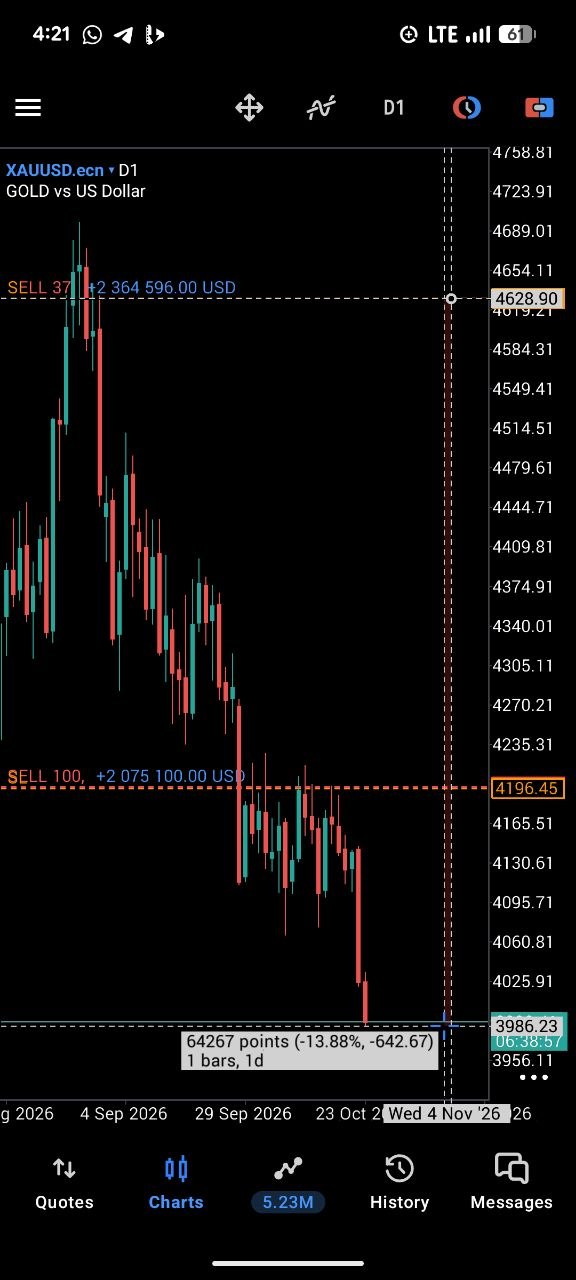 4:21 LTE 61
D1
XAUUSD.ecn ▾ D1
GOLD vs US Dollar
4758.81
4723.91
4689.01
4654.11
SELL 37 +2 364 596.00 USD
4628.90
4619.21
4584.31
4549.41
4514.51
4479.61
4444.71
4409.81
4374.91
4340.01
4305.11
4270.21
4235.31
SELL 100, +2 075 100.00 USD
4196.45
4165.51
4130.61
4095.71
4060.81
4025.91
3986.23
06:38:57
64267 points (-13.88%, -642.67)
1 bars, 1d
3956.11
g 2026 4 Sep 2026 29 Sep 2026 23 Oct 2 Wed 4 Nov '26 26
Quotes Charts 5.23M History Messages